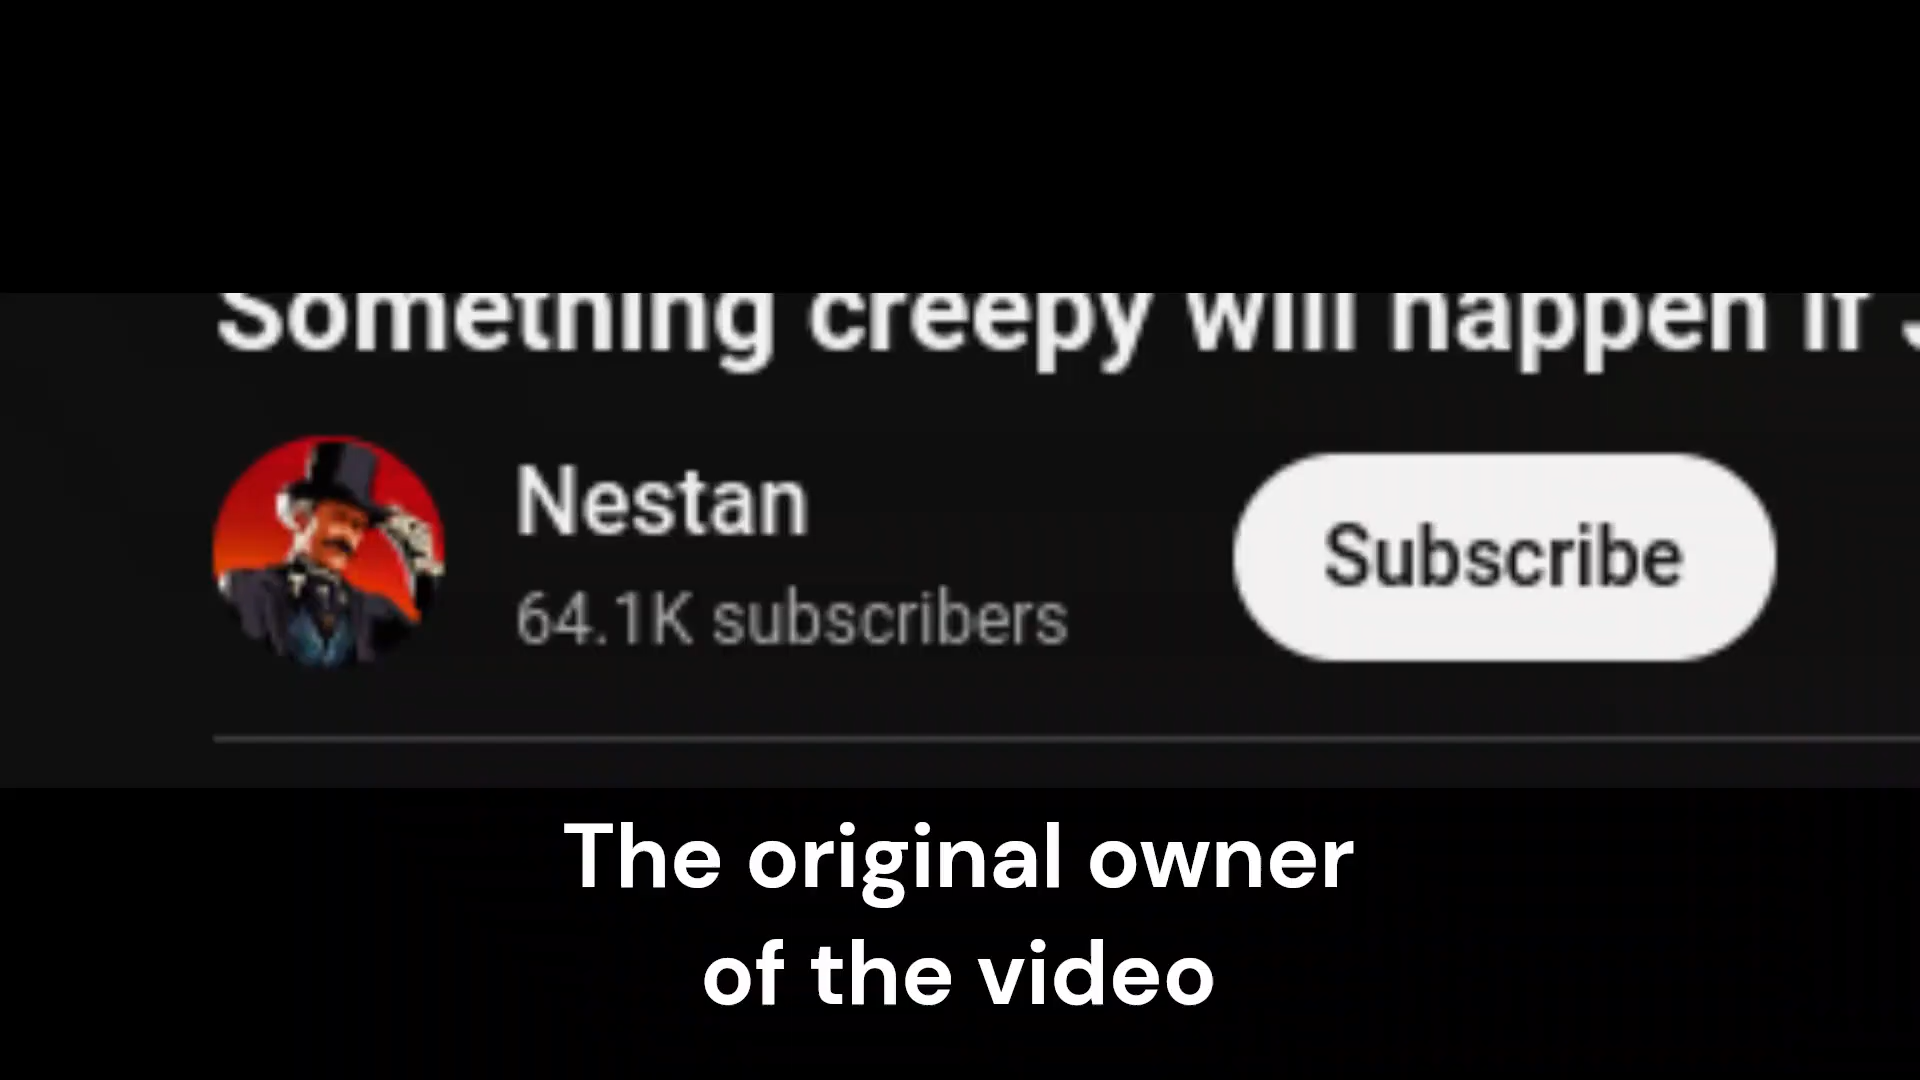 Something creepy will happen if
Nestan
64.1K subscribers
Subscribe
The original owner
of the video